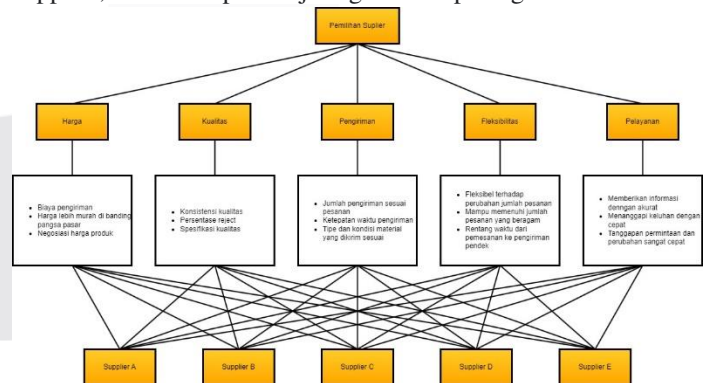 Pemilihan Suplier
Harga
Kualitas
Pengiriman
Fleksibilitas
Pelayanan
Biaya pengiriman
Harga lebih murah di banding
pangsa pasar
Negosiasi harga produk
Konsistensi kualitas
Persentase reject
Spesifikasi kualitas
Jumlah pengiriman sesuai
pesanan
Ketepatan waktu pengiriman
Tipe dan kondisi material
yang dikirim sesuai
Fleksibel terhadap
perubahan jumlah pesanan
Mampu memenuhi jumlah
pesanan yang beragam
Rentang waktu dari
pemesanan ke pengiriman
pendek
Memberikan informasi
denngan akurat
Menanggapi keluhan dengan
cepat
Tanggapan permintaan dan
perubahan sangat cepat
Supplier A
Supplier B
Supplier C
Supplier D
Supplier E